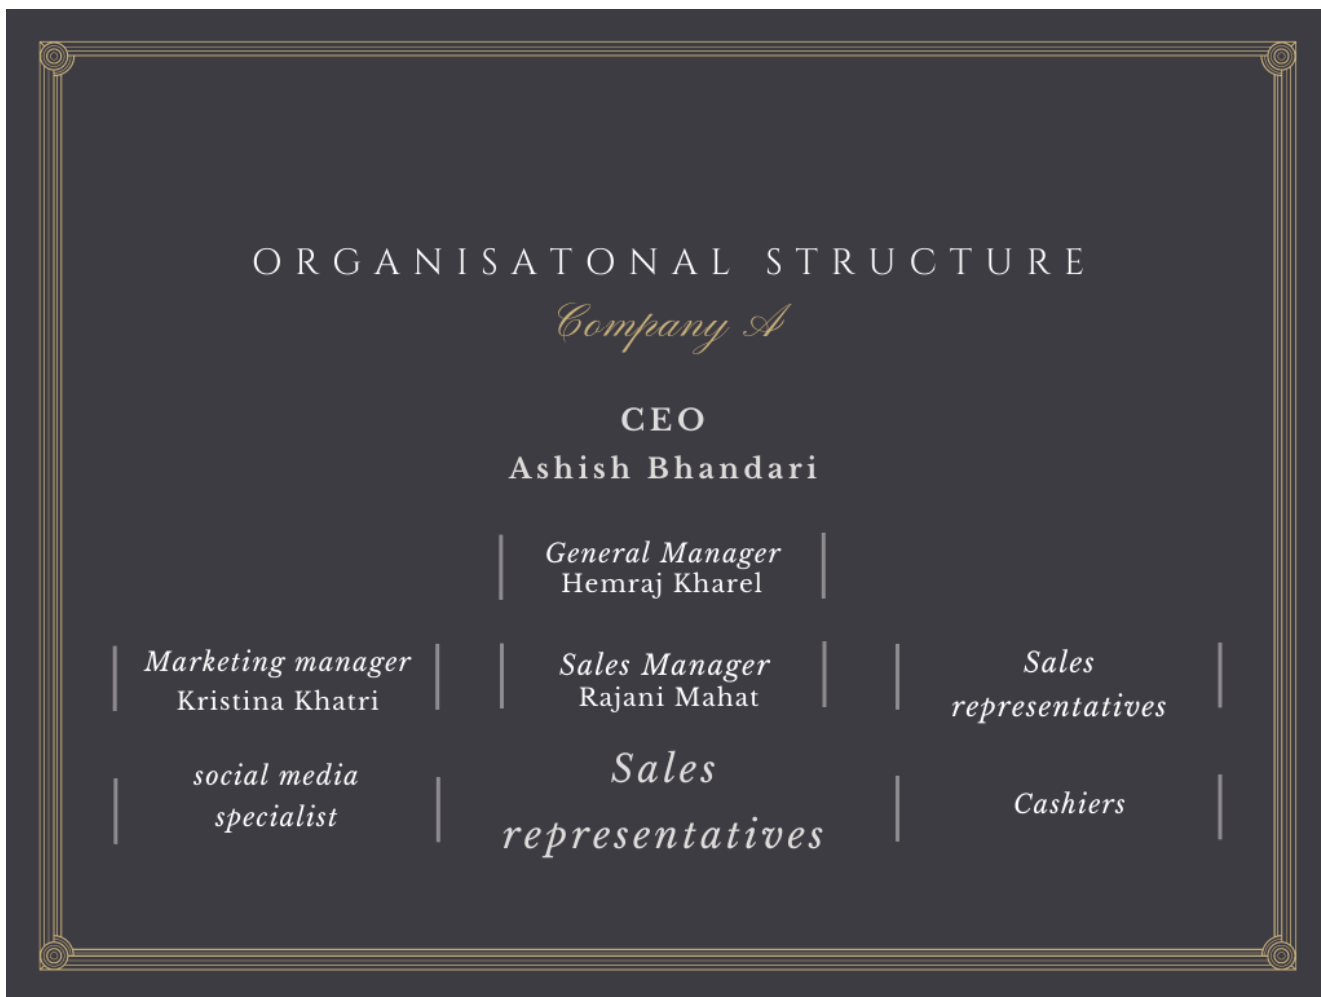 ORGANISATONAL STRUCTURE
Company A
CEO
Ashish Bhandari
General Manager
Hemraj Kharel
Marketing manager
Kristina Khatri
Sales Manager
Rajani Mahat
Sales
representatives
social media
specialist
Sales
representatives
Cashiers